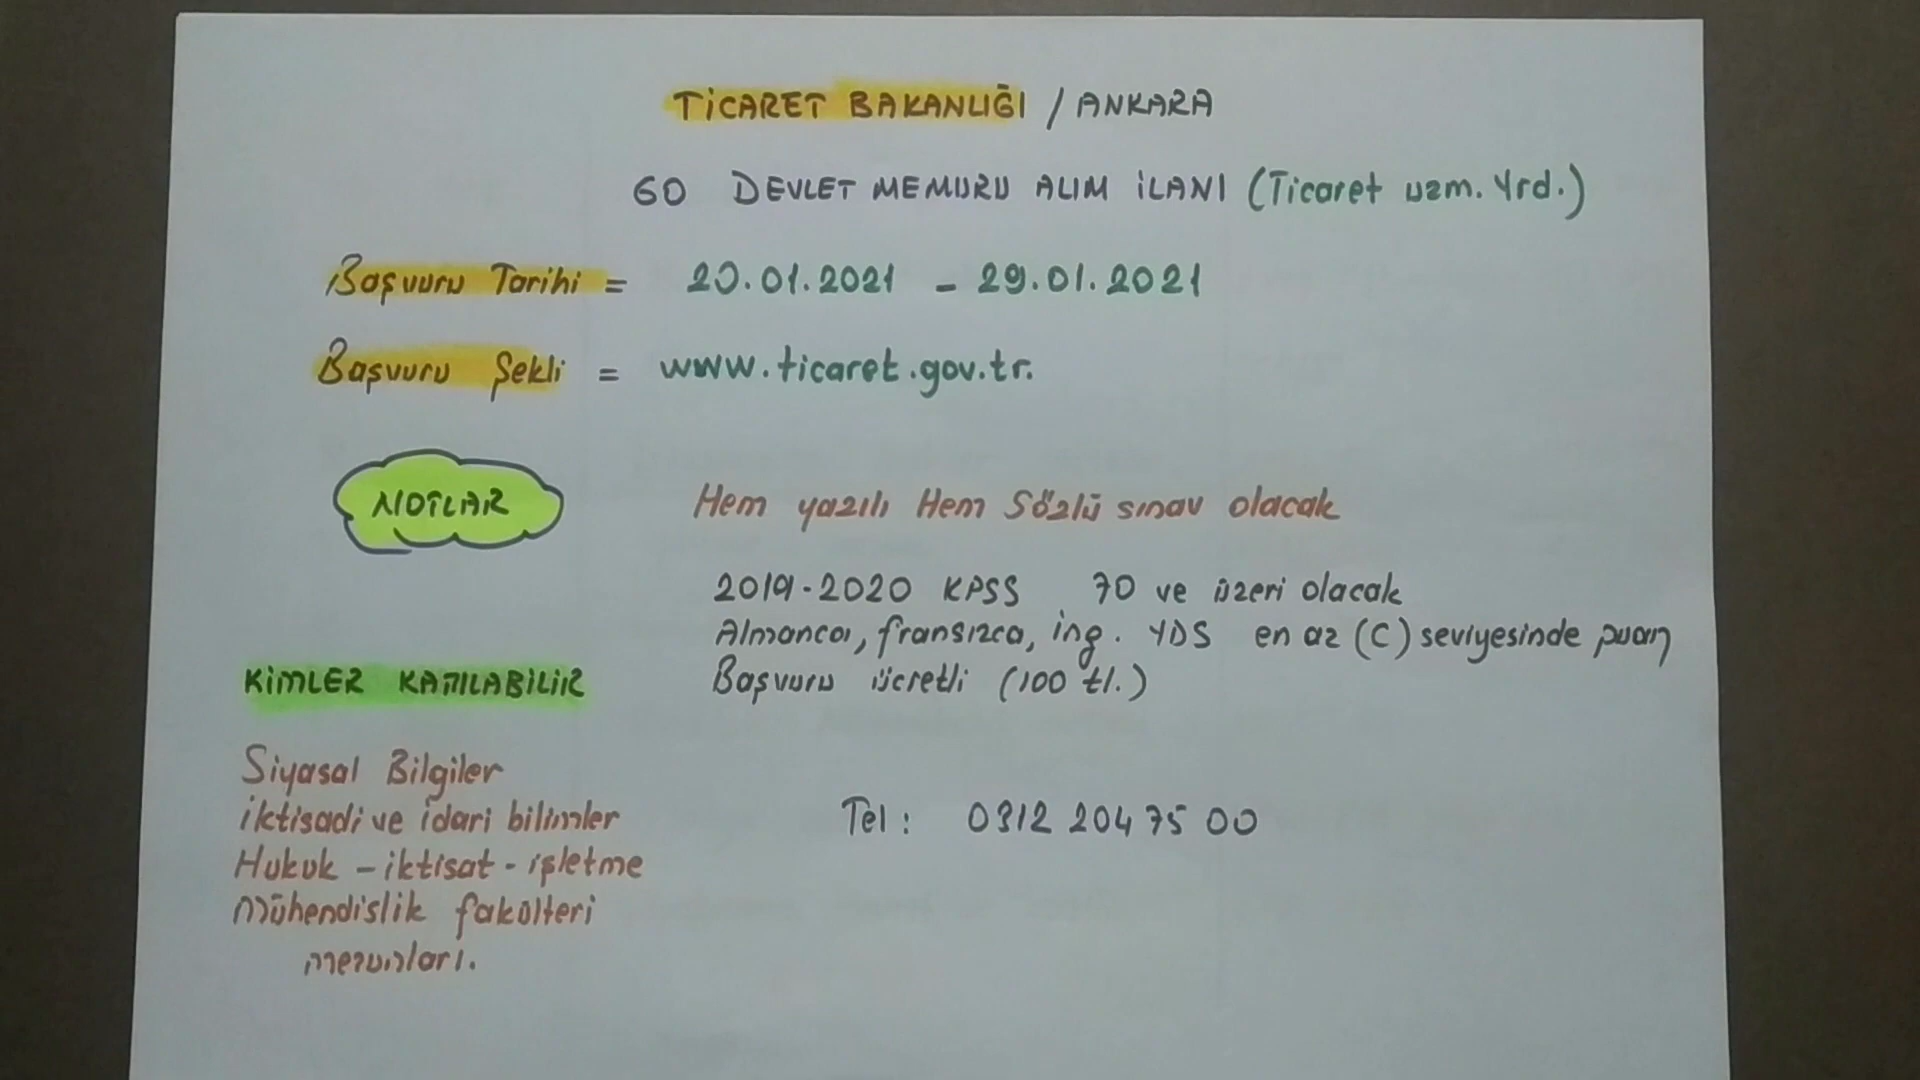 TİCARET BAKANLIĞI / ANKARA
60 DEVLET MEMURU ALIM İLANI (Ticaret uzm. Yrd.)
Başvuru Tarihi = 20.01.2021 - 29.01.2021
Başvuru Şekli = www.ticaret.gov.tr.
NOTLAR
Hem yazılı Hem Sözlü sınav olacak
2019-2020 KPSS 70 ve üzeri olacak
Almanca, fransızca, ing. YDS en az (C) seviyesinde puan
Başvuru ücretli (100 tl.)
KİMLER KATILABİLİR
Siyasal Bilgiler
iktisadi ve idari bilimler
Hukuk - iktisat - işletme
Mühendislik fakülteri
mezunları.
Tel : 0312 204 75 00